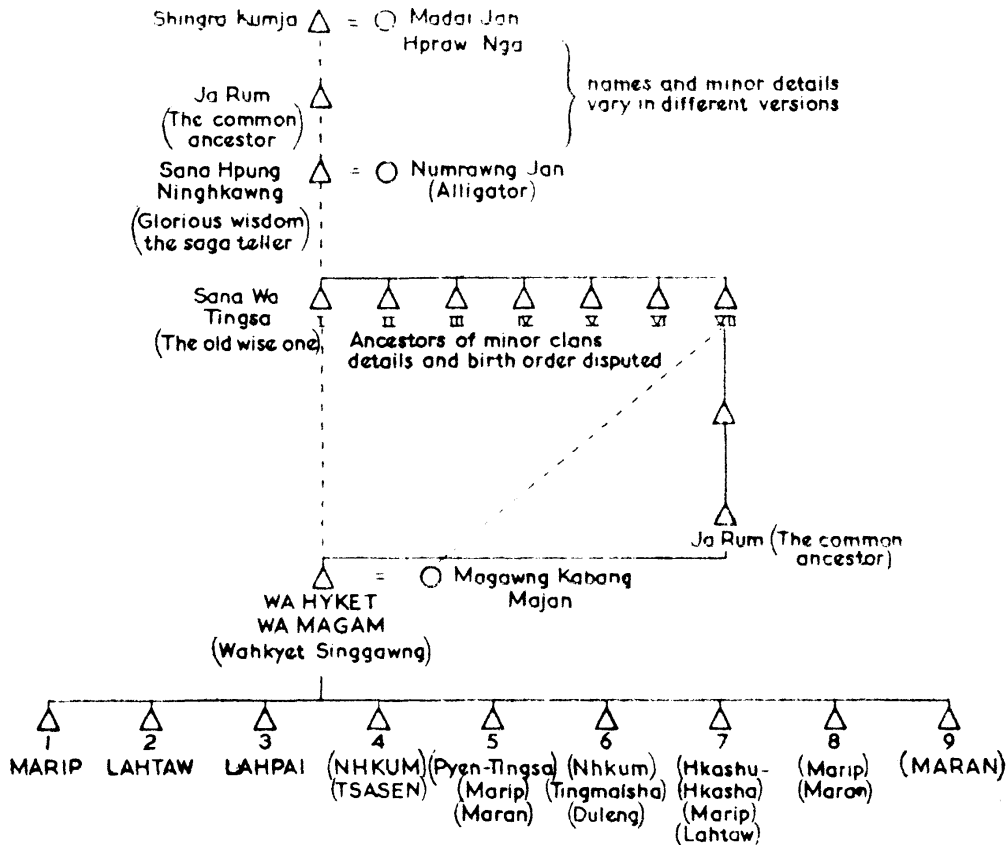 Shingra Kumja = Madai Jan
Hpraw Nga
names and minor details
vary in different versions
Ja Rum
(The common
ancestor)
Sana Hpung
Ninghkawng
= Numrawng Jan
(Alligator)
(Glorious wisdom
the saga teller)
Sana Wa
Tingsa
(The old wise one)
I II III IV V VI VII
Ancestors of minor clans
details and birth order disputed
Ja Rum (The common
ancestor)
= Magawng Kabang
Majan
WA HYKET
WA MAGAM
(Wahkyet Singgawng)
1 2 3 4 5 6 7 8 9
MARIP LAHTAW LAHPAI (NHKUM) (Pyen-Tingsa) (Nhkum) (Hkashu- (Marip) (MARAN)
(TSASEN) (Marip) (Tingmaisha) (Hkasha) (Maran)
(Maran) (Duleng) (Marip)
(Lahtaw)